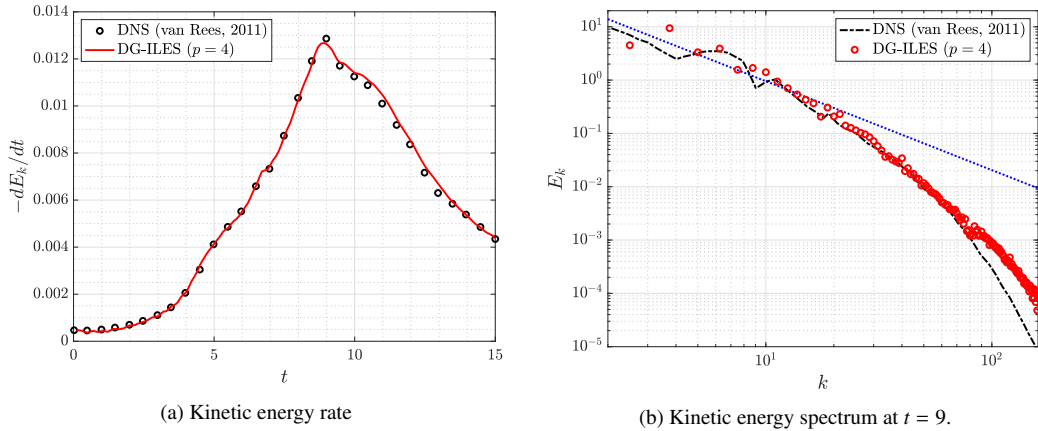 DNS (van Rees, 2011)
DG-ILES (p = 4)
0.014
0.012
0.01
0.008
0.006
0.004
0.002
0
−dE_k/dt
0 5 10 15
t
(a) Kinetic energy rate
DNS (van Rees, 2011)
DG-ILES (p = 4)
10^1
10^0
10^-1
10^-2
10^-3
10^-4
10^-5
E_k
10^1 10^2
k
(b) Kinetic energy spectrum at t = 9.